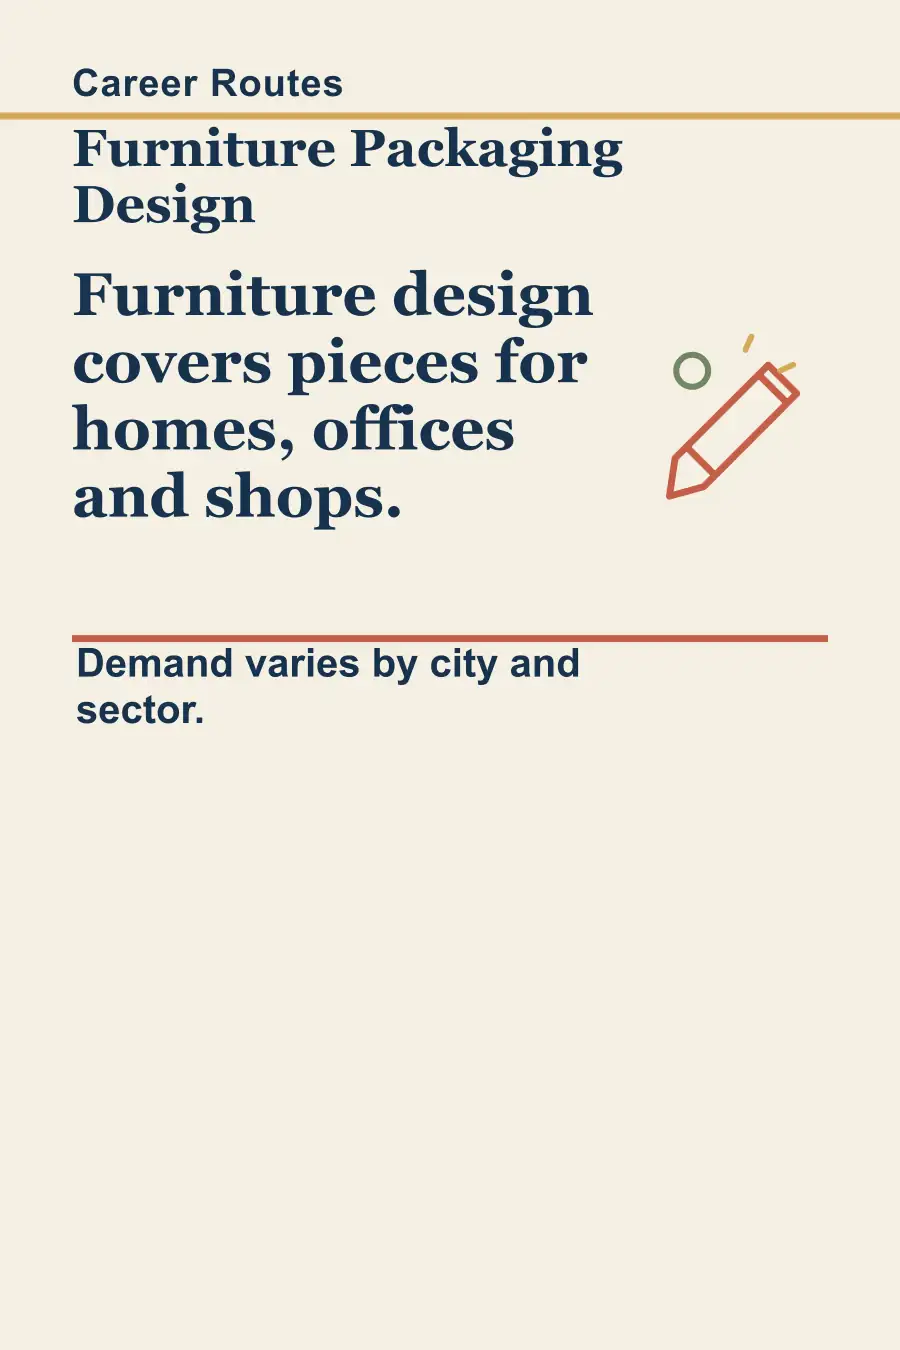 Career Routes
Furniture Packaging
Design
Furniture design
covers pieces for
homes, offices
and shops.
Demand varies by city and
sector.